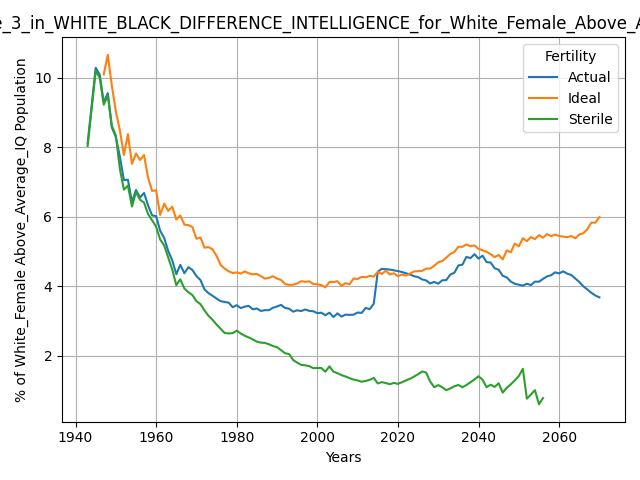 e_3_in_WHITE_BLACK_DIFFERENCE_INTELLIGENCE_for_White_Female_Above_A
% of White_Female Above_Average_IQ Population
10
8
6
4
2
Fertility
Actual
Ideal
Sterile
1940 1960 1980 2000 2020 2040 2060
Years